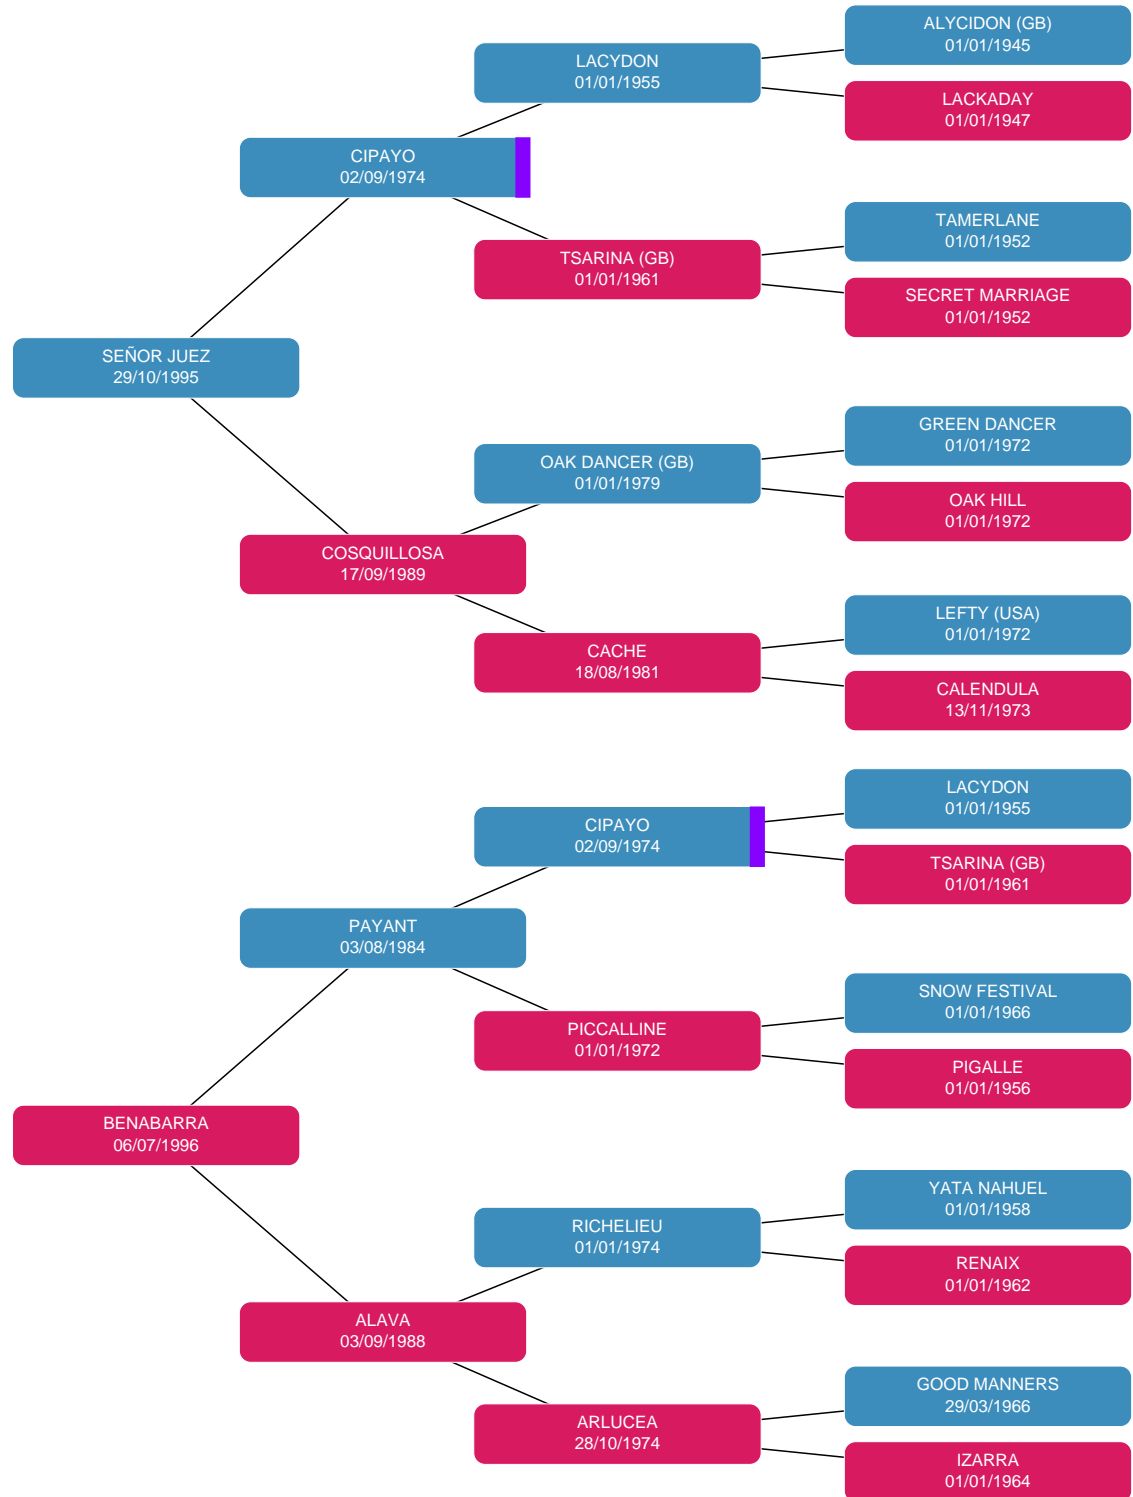 ALYCIDON (GB)
01/01/1945
LACYDON
01/01/1955
LACKADAY
01/01/1947
CIPAYO
02/09/1974
TAMERLANE
01/01/1952
TSARINA (GB)
01/01/1961
SECRET MARRIAGE
01/01/1952
SEÑOR JUEZ
29/10/1995
GREEN DANCER
01/01/1972
OAK DANCER (GB)
01/01/1979
OAK HILL
01/01/1972
COSQUILLOSA
17/09/1989
LEFTY (USA)
01/01/1972
CACHE
18/08/1981
CALENDULA
13/11/1973
LACYDON
01/01/1955
CIPAYO
02/09/1974
TSARINA (GB)
01/01/1961
PAYANT
03/08/1984
SNOW FESTIVAL
01/01/1966
PICCALLINE
01/01/1972
PIGALLE
01/01/1956
BENABARRA
06/07/1996
YATA NAHUEL
01/01/1958
RICHELIEU
01/01/1974
RENAIX
01/01/1962
ALAVA
03/09/1988
GOOD MANNERS
29/03/1966
ARLUCEA
28/10/1974
IZARRA
01/01/1964